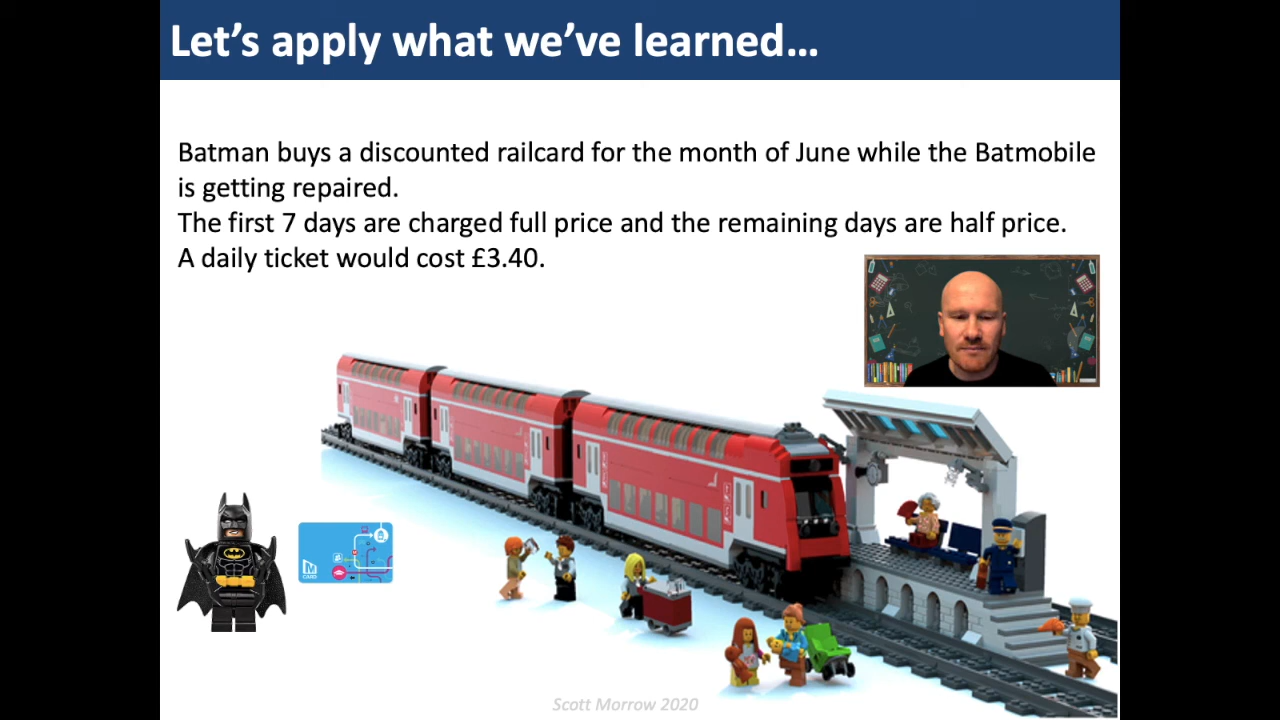 Let's apply what we've learned...
Batman buys a discounted railcard for the month of June while the Batmobile
is getting repaired.
The first 7 days are charged full price and the remaining days are half price.
A daily ticket would cost £3.40.
M
CARD
Scott Morrow 2020